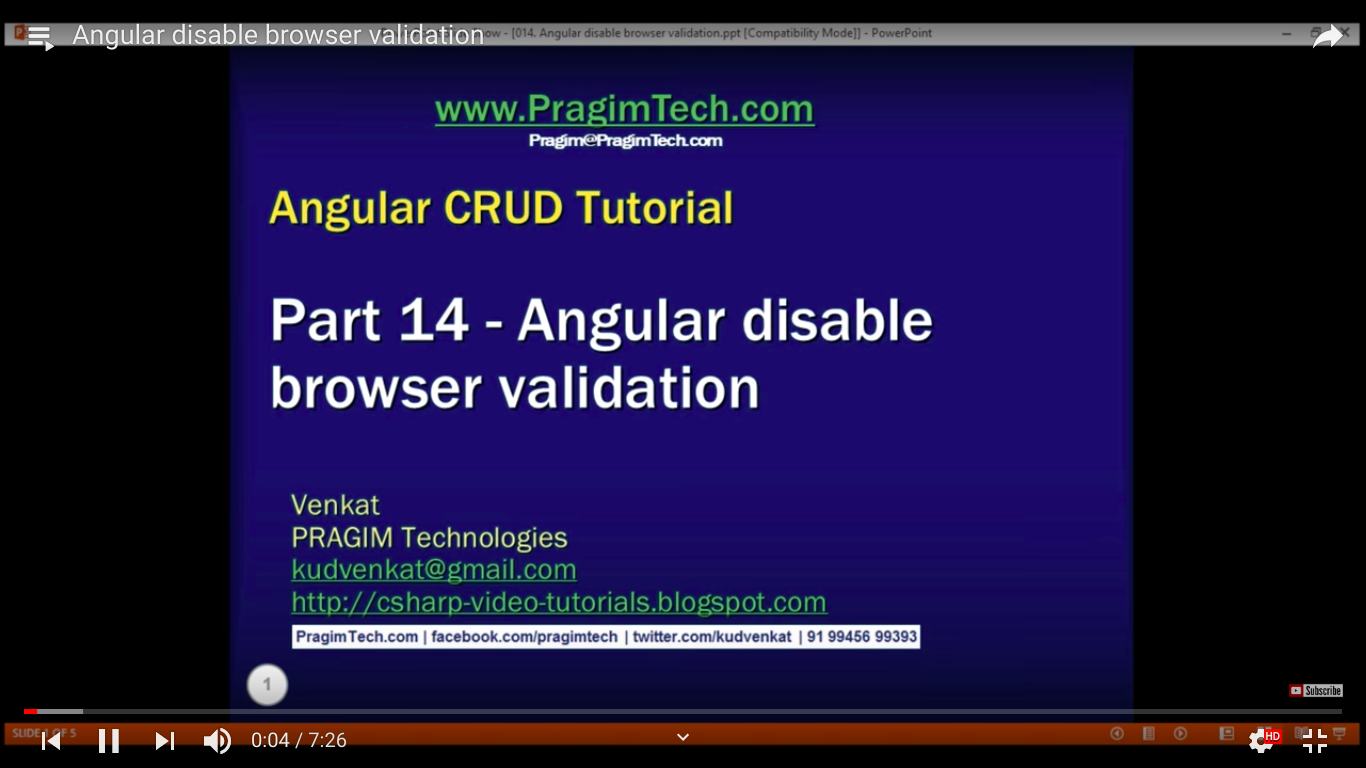 Angular disable browser validation
[014. Angular disable browser validation.ppt [Compatibility Mode]] - PowerPoint
www.PragimTech.com
Pragim@PragimTech.com
Angular CRUD Tutorial
Part 14 - Angular disable
browser validation
Venkat
PRAGIM Technologies
kudvenkat@gmail.com
http://csharp-video-tutorials.blogspot.com
PragimTech.com | facebook.com/pragimtech | twitter.com/kudvenkat | 91 99456 99393
1
Subscribe
SLIDE OF 5
0:04 / 7:26
HD